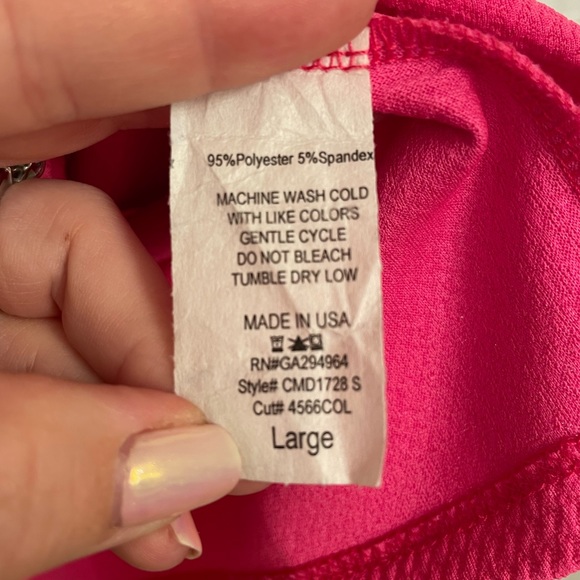 95%Polyester 5%Spandex
MACHINE WASH COLD
WITH LIKE COLORS
GENTLE CYCLE
DO NOT BLEACH
TUMBLE DRY LOW
MADE IN USA
RN#GA294964
Style# CMD1728 S
Cut# 4566COL
Large